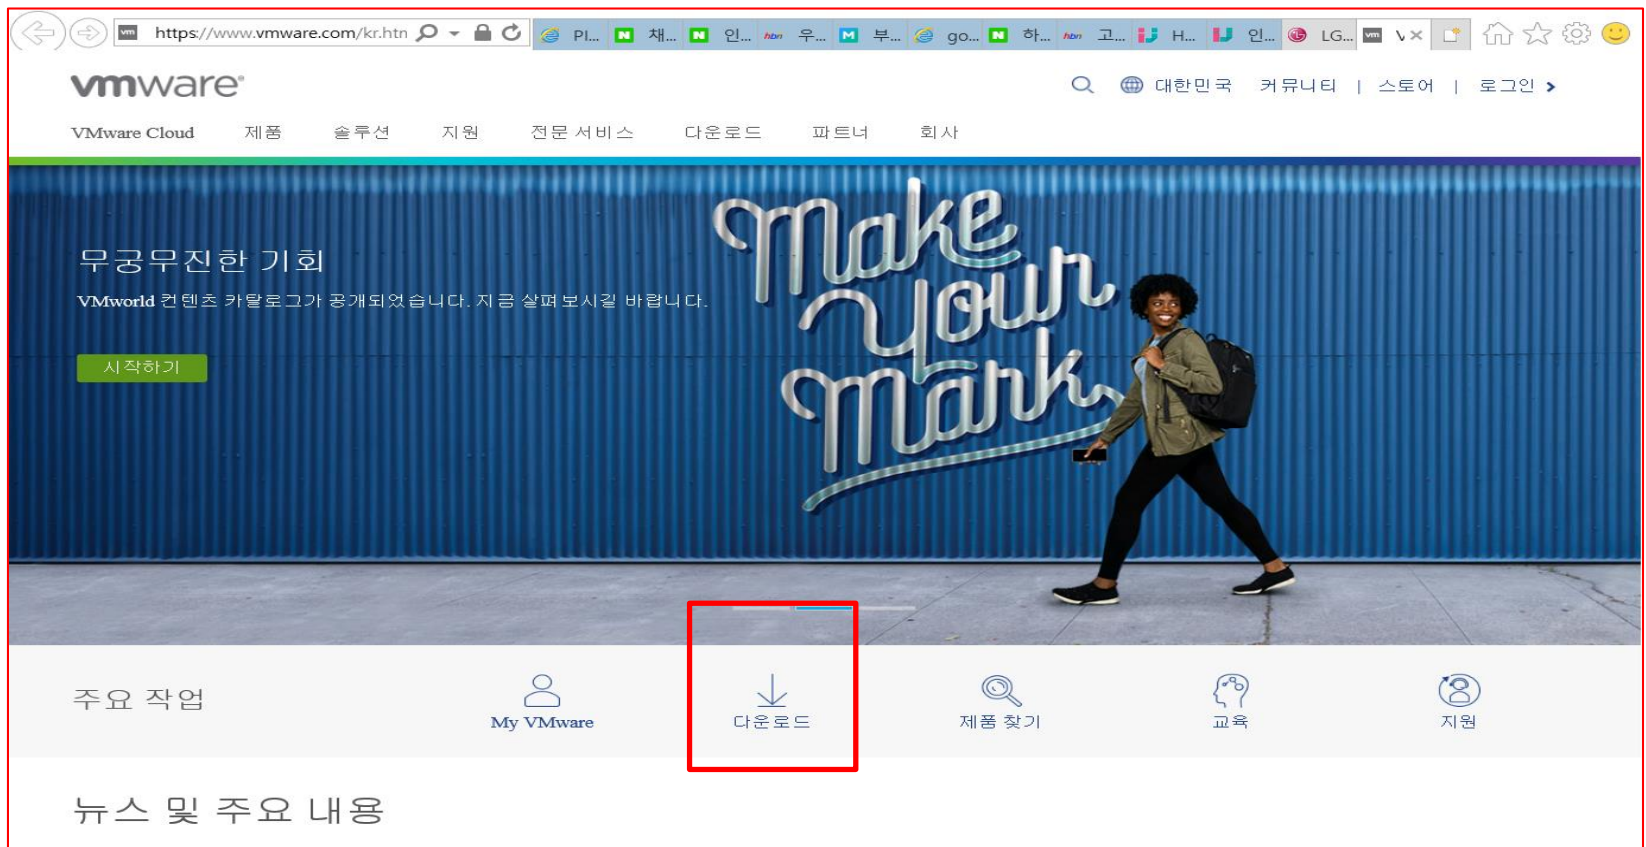 https://www.vmware.com/kr.htn
PI... 채... 인... hbn 우... 부... go... 하... hbn 고... H... 인... LG...
vmware
대한민국 커뮤니티 | 스토어 | 로그인
VMware Cloud 제품 솔루션 지원 전문 서비스 다운로드 파트너 회사
Make
Your
Mark
무궁무진한 기회
VMworld 컨텐츠 카탈로그가 공개되었습니다. 지금 살펴보시길 바랍니다.
시작하기
주요 작업
My VMware 다운로드 제품 찾기 교육 지원
뉴스 및 주요 내용